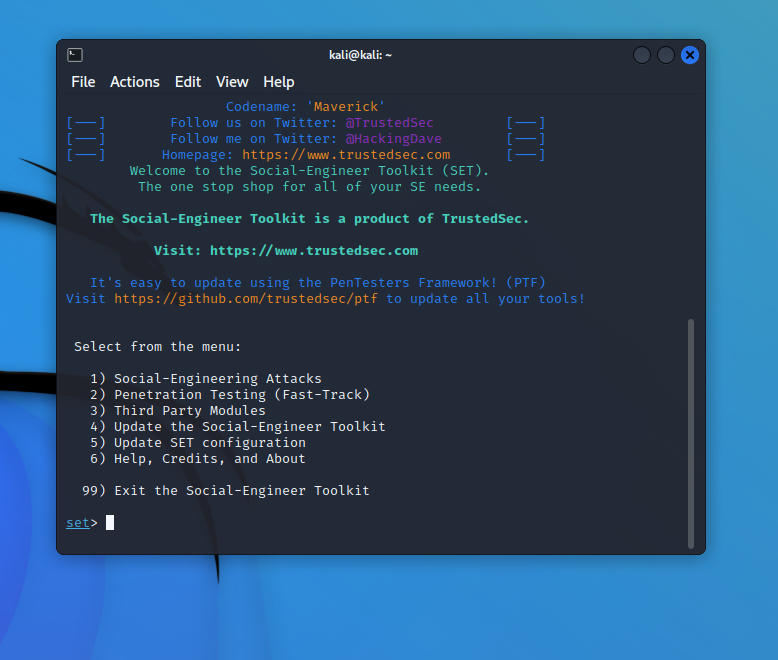 kali@kali: ~
File Actions Edit View Help
Codename: 'Maverick'
[---] Follow us on Twitter: @TrustedSec [---]
[---] Follow me on Twitter: @HackingDave [---]
[---] Homepage: https://www.trustedsec.com [---]
Welcome to the Social-Engineer Toolkit (SET).
The one stop shop for all of your SE needs.
The Social-Engineer Toolkit is a product of TrustedSec.
Visit: https://www.trustedsec.com
It's easy to update using the PenTesters Framework! (PTF)
Visit https://github.com/trustedsec/ptf to update all your tools!
Select from the menu:
1) Social-Engineering Attacks
2) Penetration Testing (Fast-Track)
3) Third Party Modules
4) Update the Social-Engineer Toolkit
5) Update SET configuration
6) Help, Credits, and About
99) Exit the Social-Engineer Toolkit
set>